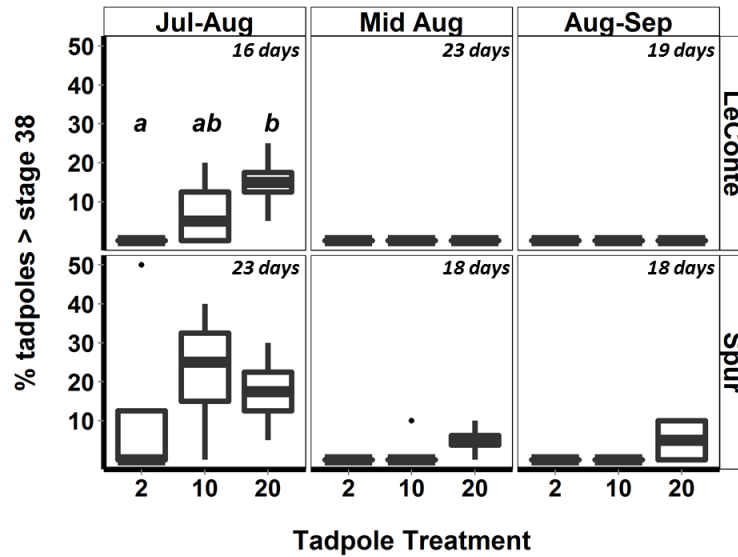 Jul-Aug Mid Aug Aug-Sep
50 16 days 23 days 19 days
40
30 a ab b
20
10
LeConte
% tadpoles > stage 38
50 23 days 18 days 18 days
40
30
20
10
Spur
2 10 20 2 10 20 2 10 20
Tadpole Treatment